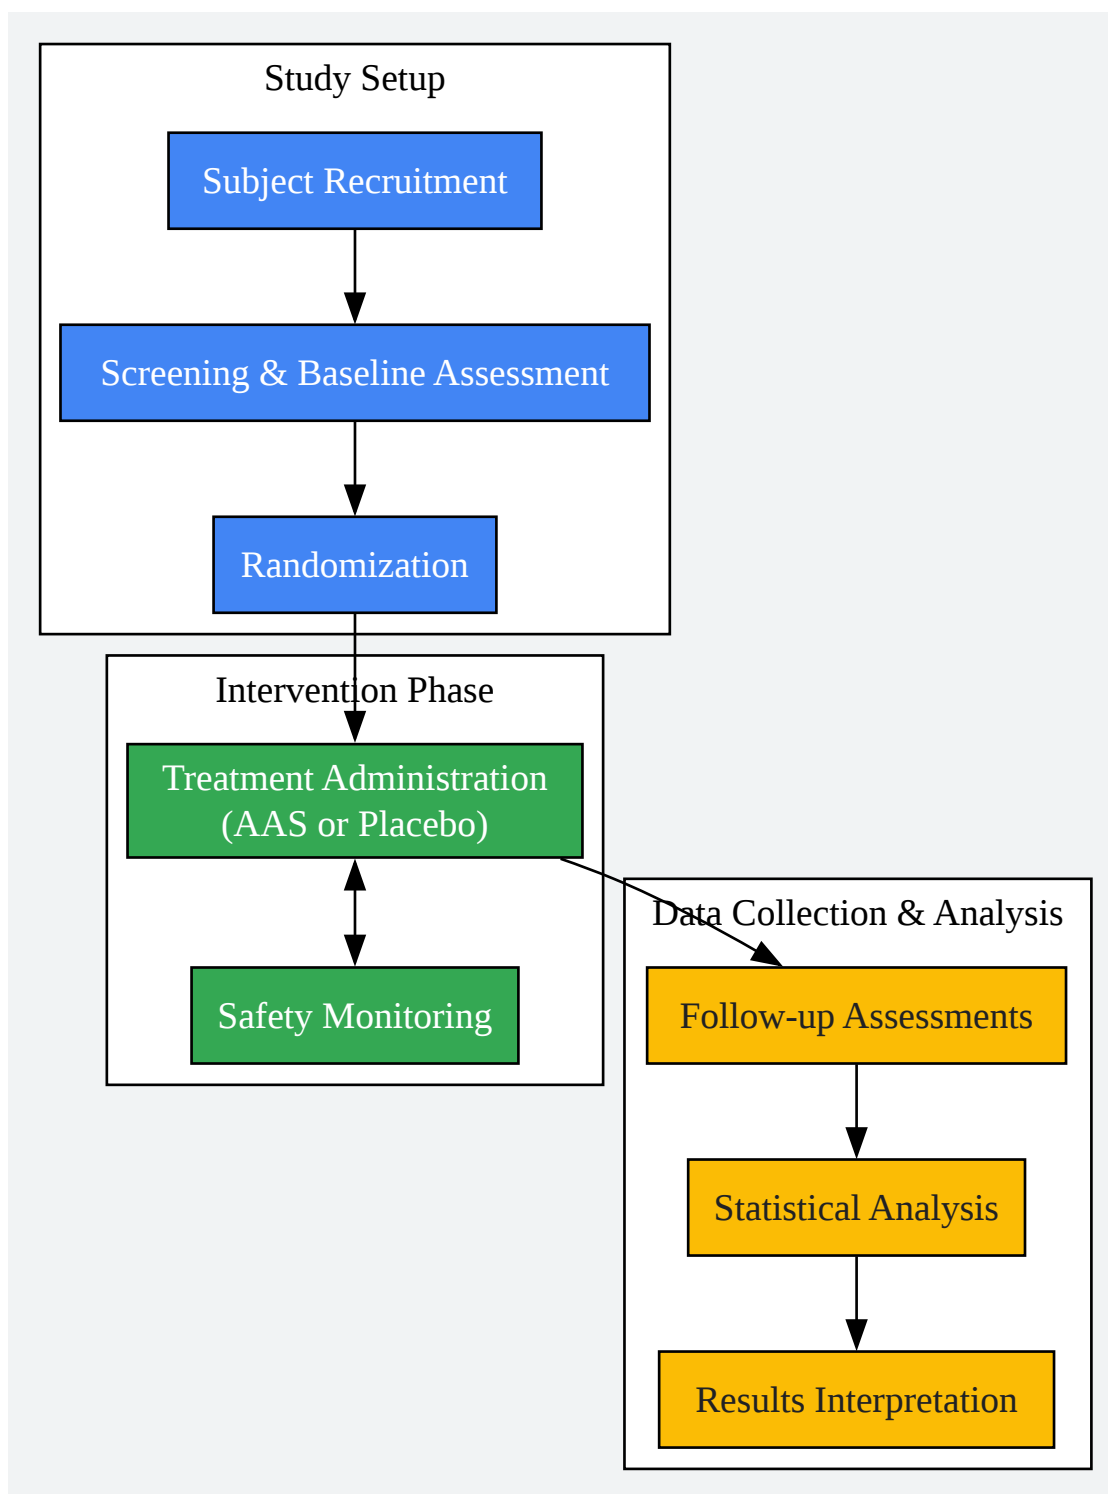 Study Setup
Subject Recruitment
Screening & Baseline Assessment
Randomization
Intervention Phase
Treatment Administration
(AAS or Placebo)
Safety Monitoring
Data Collection & Analysis
Follow-up Assessments
Statistical Analysis
Results Interpretation